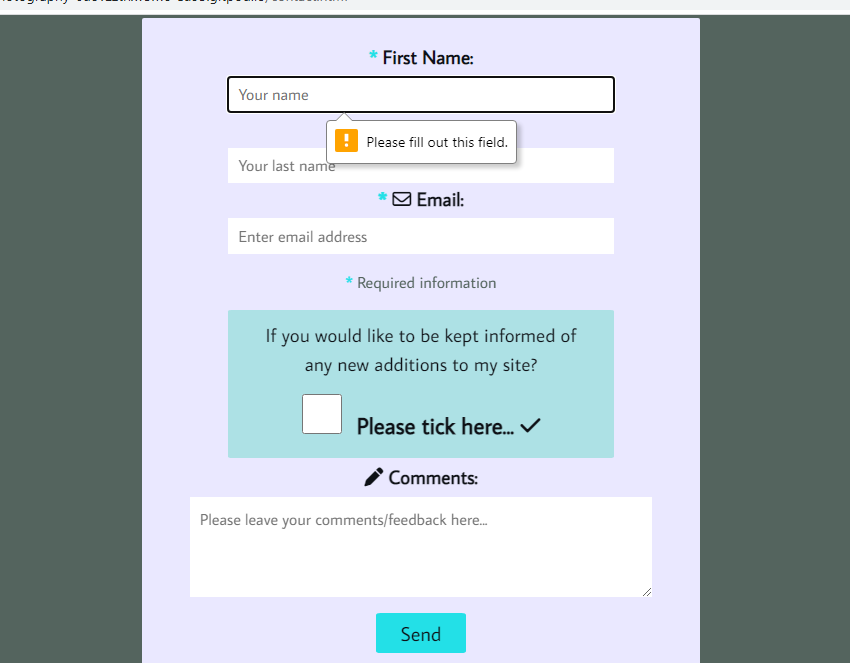 * First Name:
Your name
Please fill out this field.
Your last name
* Email:
Enter email address
* Required information
If you would like to be kept informed of
any new additions to my site?
Please tick here...
Comments:
Please leave your comments/feedback here...
Send